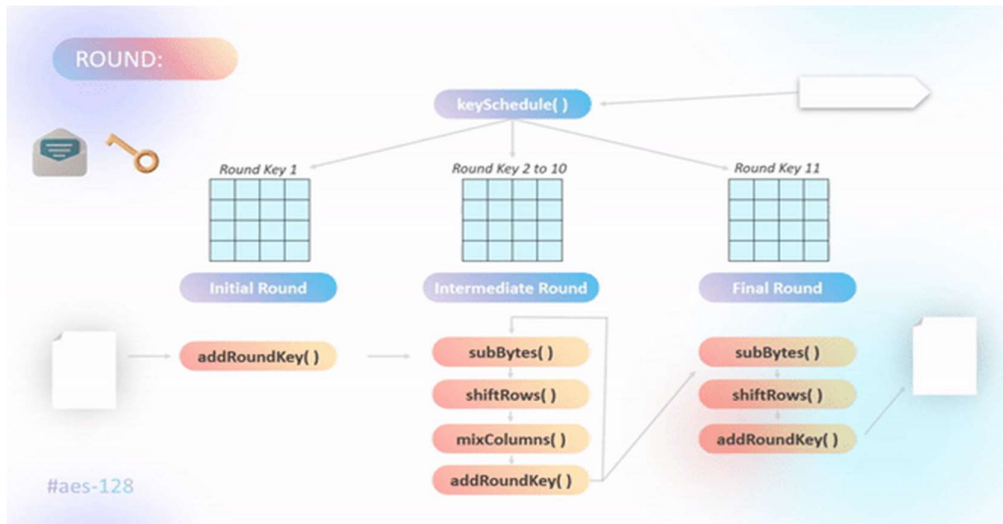 ROUND:
keySchedule( )
Round Key 1
Round Key 2 to 10
Round Key 11
Initial Round
Intermediate Round
Final Round
addRoundKey( )
subBytes( )
shiftRows( )
mixColumns( )
addRoundKey( )
subBytes( )
shiftRows( )
addRoundKey( )
#aes-128